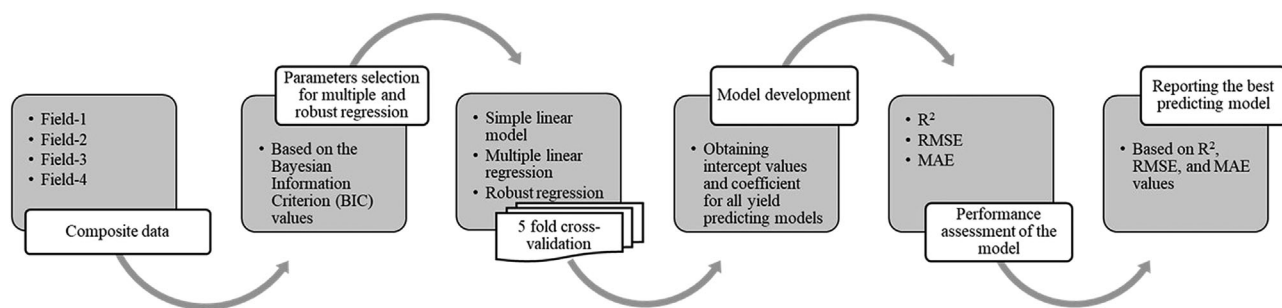 • Field-1
• Field-2
• Field-3
• Field-4
Composite data
Parameters selection
for multiple and
robust regression
• Based on the
Bayesian
Information
Criterion (BIC)
values
• Simple linear
model
• Multiple linear
regression
• Robust regression
5 fold cross-
validation
Model development
• Obtaining
intercept values
and coefficient
for all yield
predicting models
• R²
• RMSE
• MAE
Performance
assessment of the
model
Reporting the best
predicting model
• Based on R²,
RMSE, and MAE
values